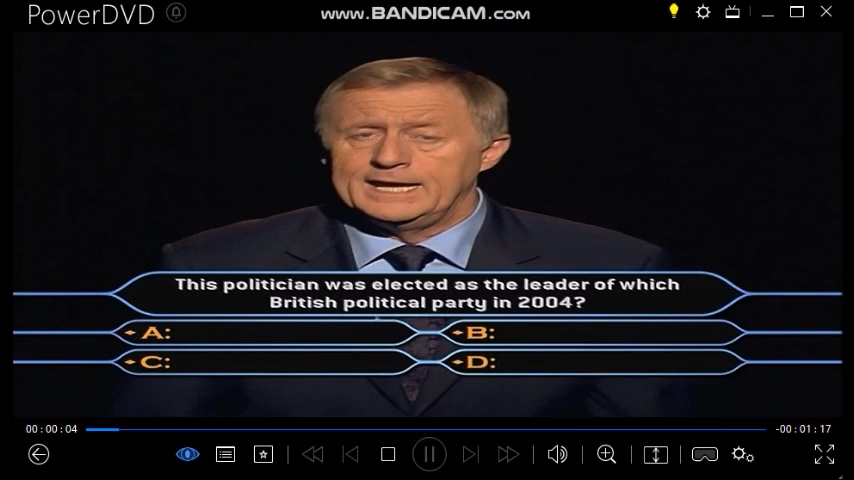 PowerDVD
www.BANDICAM.com
This politician was elected as the leader of which
British political party in 2004?
A:
B:
C:
D:
00:00:04
-00:01:17